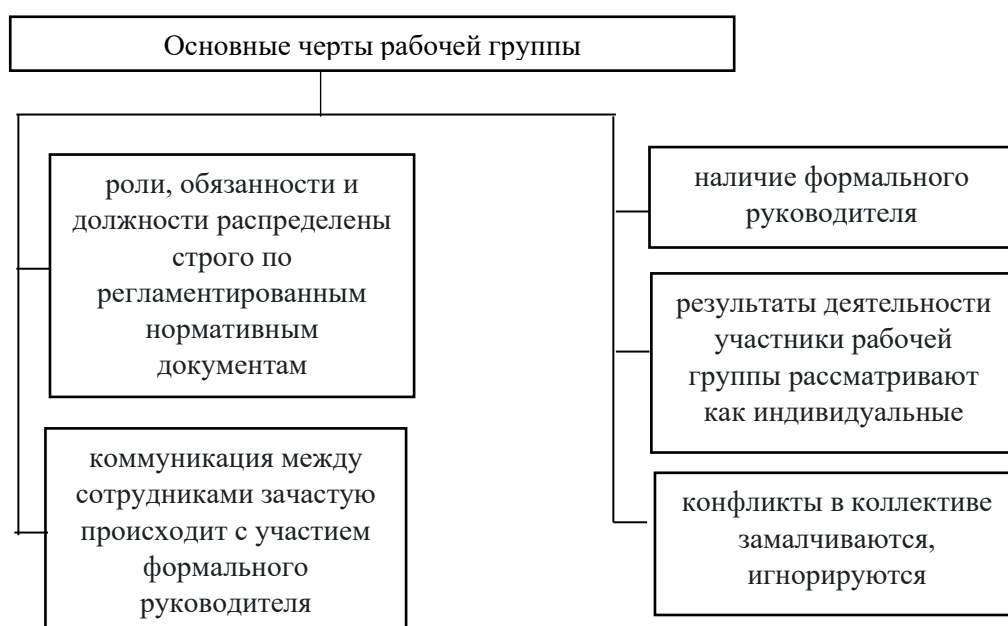 Основные черты рабочей группы
роли, обязанности и
должности распределены
строго по
регламентированным
нормативным
документам
коммуникация между
сотрудниками зачастую
происходит с участием
формального
руководителя
наличие формального
руководителя
результаты деятельности
участники рабочей
группы рассматривают
как индивидуальные
конфликты в коллективе
замалчиваются,
игнорируются